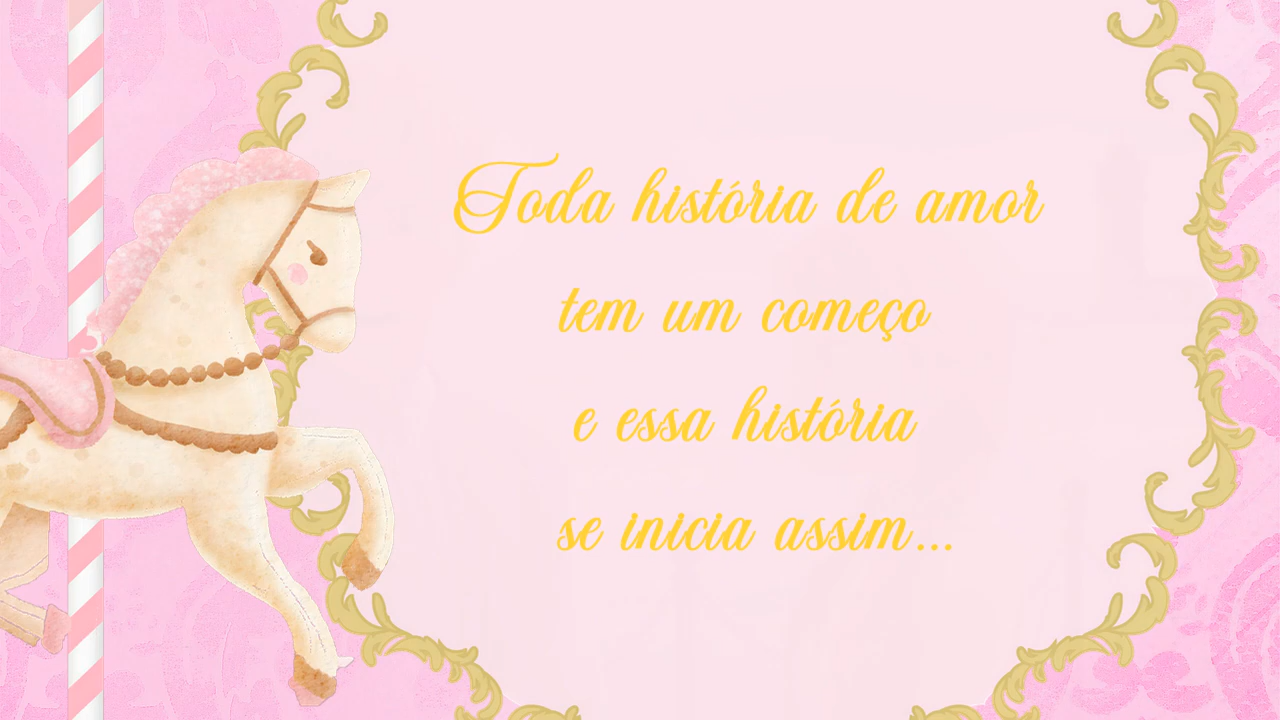 Toda história de amor
tem um começo
e essa história
se inicia assim...